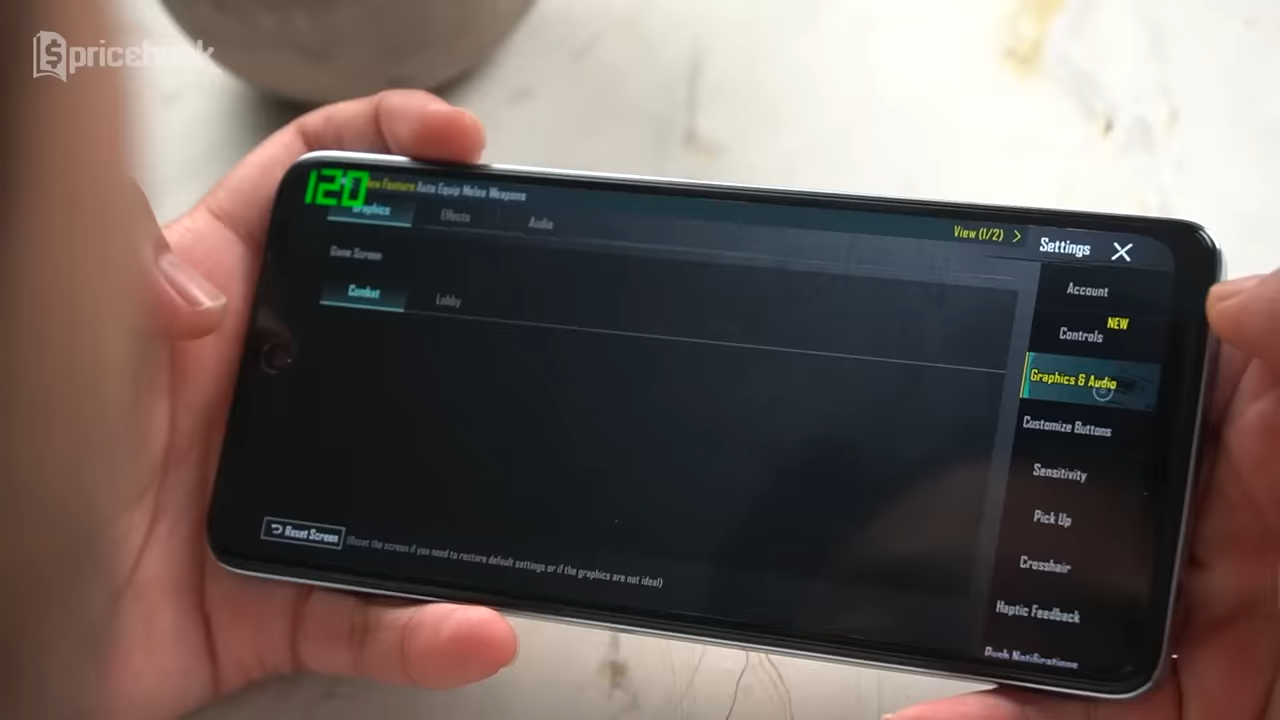 pricebook
120
New Feature Auto Equip Melee Weapons
View (1/2) >
Settings X
Graphics Effects Audio
Game Screen
Combat Lobby
Reset Screen (Reset the screen if you need to restore default settings or if the graphics are not ideal)
Account
Controls NEW
Graphics & Audio
Customize Buttons
Sensitivity
Pick Up
Crosshair
Haptic Feedback
Push Notifications